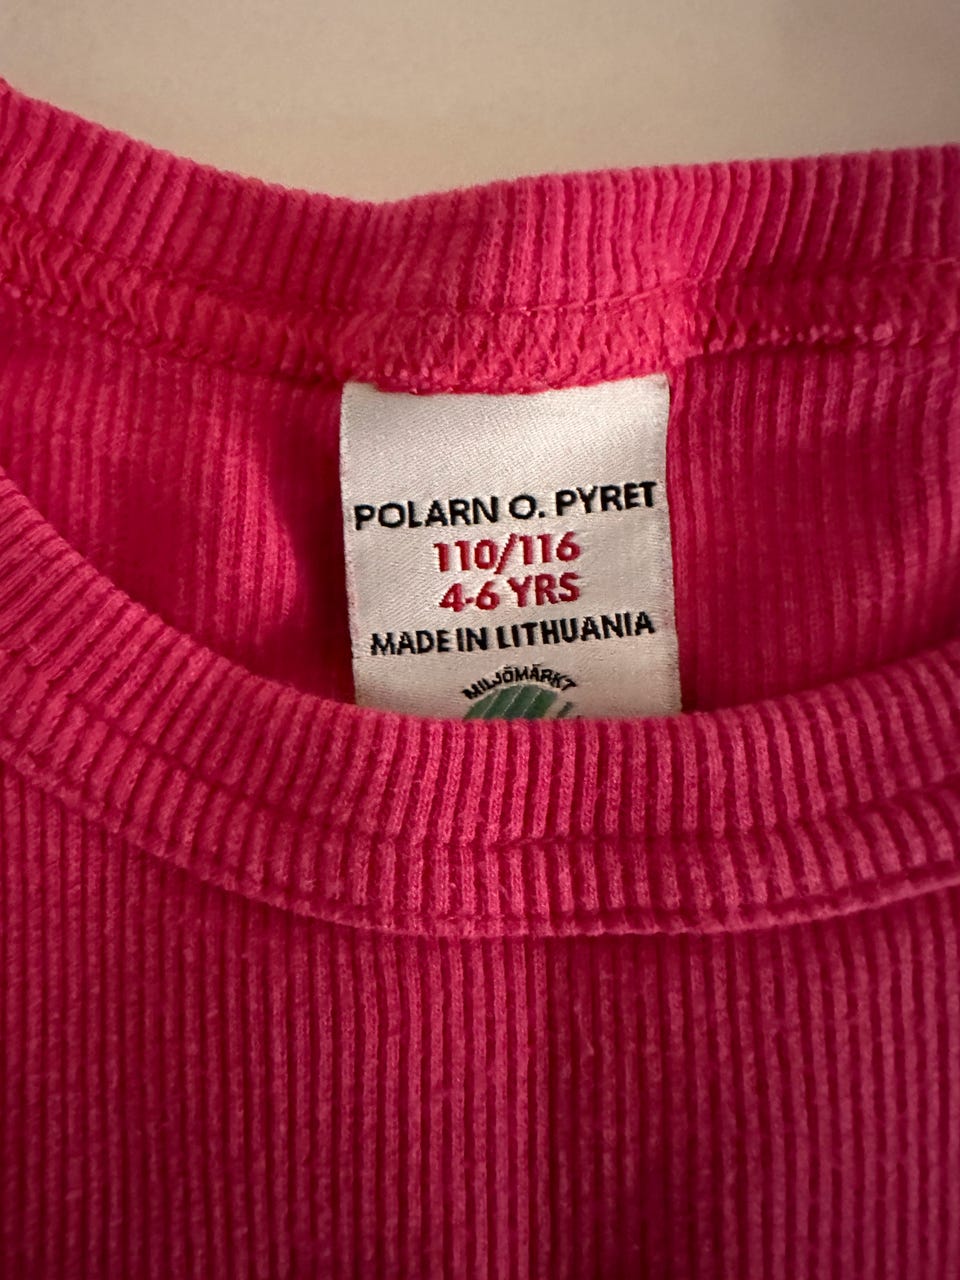 POLARN O. PYRET
110/116
4-6 YRS
MADE IN LITHUANIA
MILJÖMÄRKT